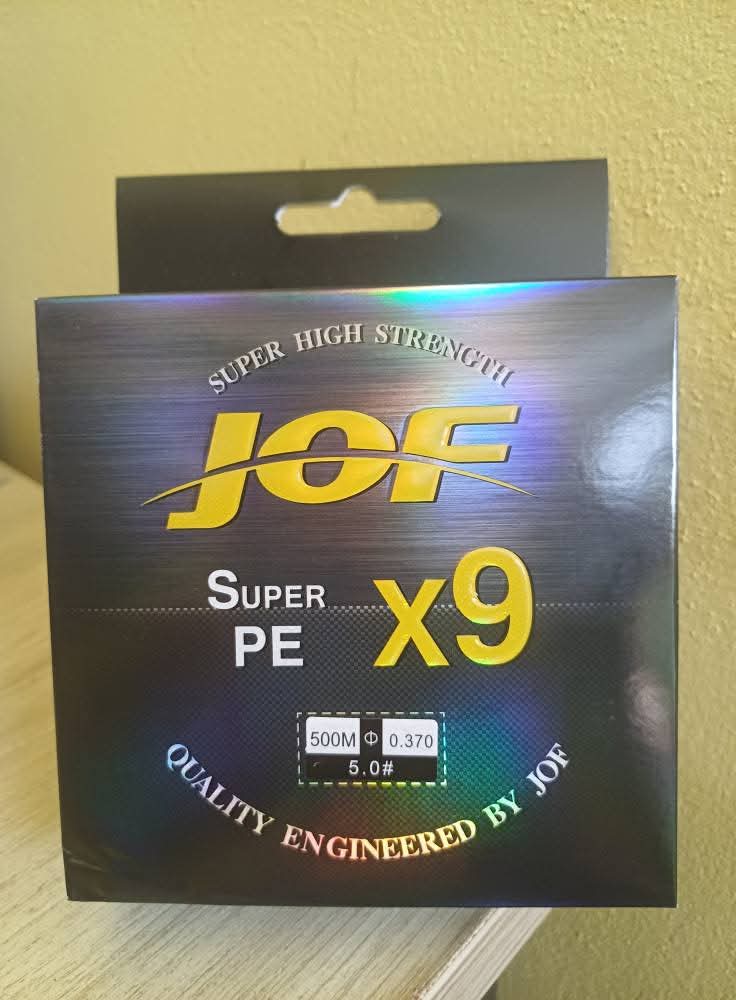 SUPER HIGH STRENGTH
JOF
SUPER PE X9
500M Φ 0.370
5.0#
QUALITY ENGINEERED BY JOF